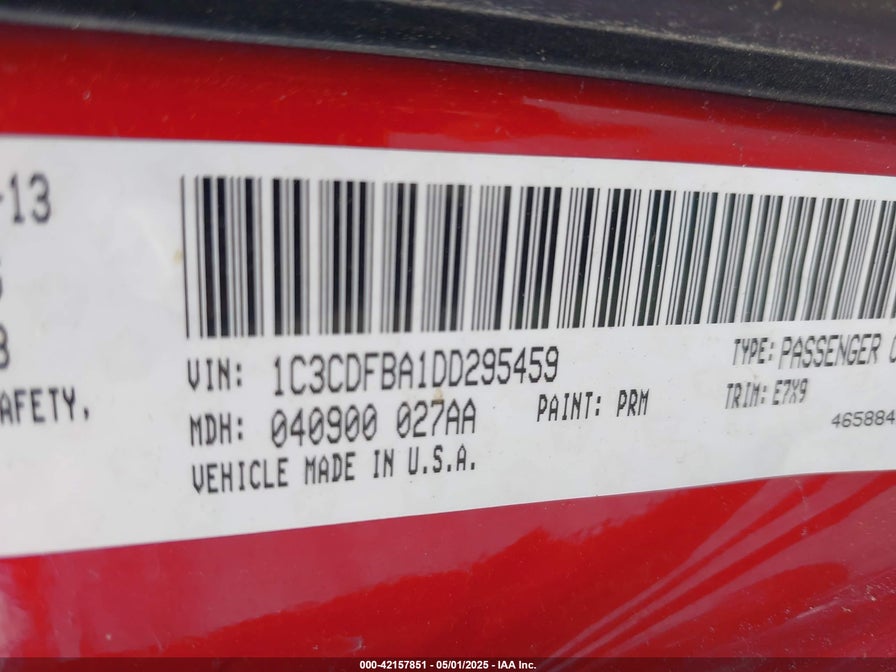 -13
AFETY.
VIN: 1C3CDFBA1DD295459
MDH: 040900 027AA
VEHICLE MADE IN U.S.A.
PAINT: PRM
TYPE: PASSENGER
TRIM: E7X9
465884
000-42157851 | 05/01/2025 - IAA Inc.